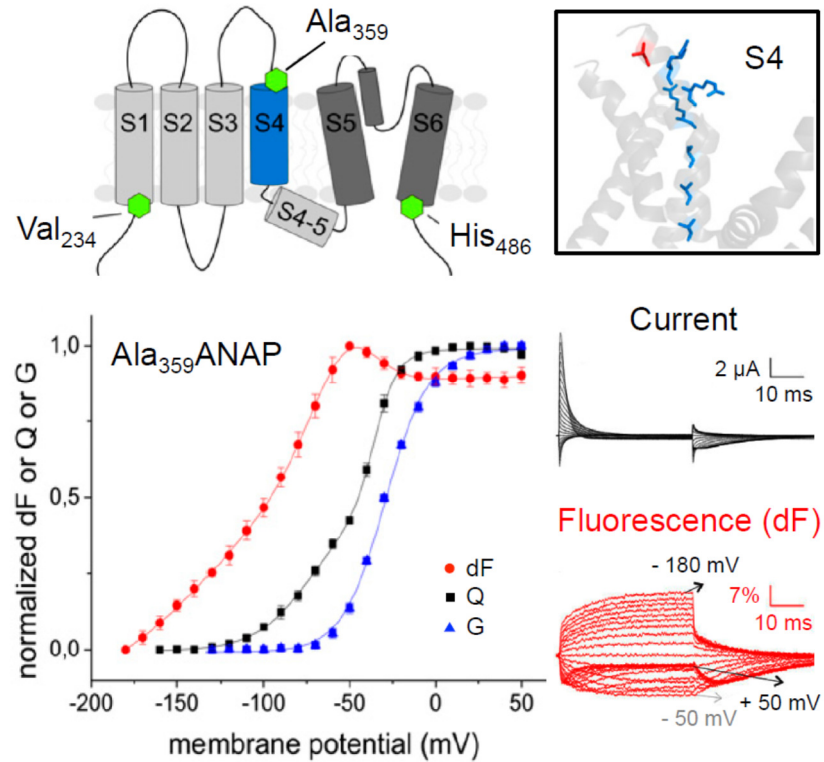 Ala359
S1
S2
S3
S4
S5
S6
S4-5
Val234
His486
S4
Ala359ANAP
normalized dF or Q or G
1,0
0,5
0,0
dF
Q
G
-200
-150
-100
-50
0
50
membrane potential (mV)
Current
2 µA
10 ms
Fluorescence (dF)
- 180 mV
7%
10 ms
+ 50 mV
- 50 mV